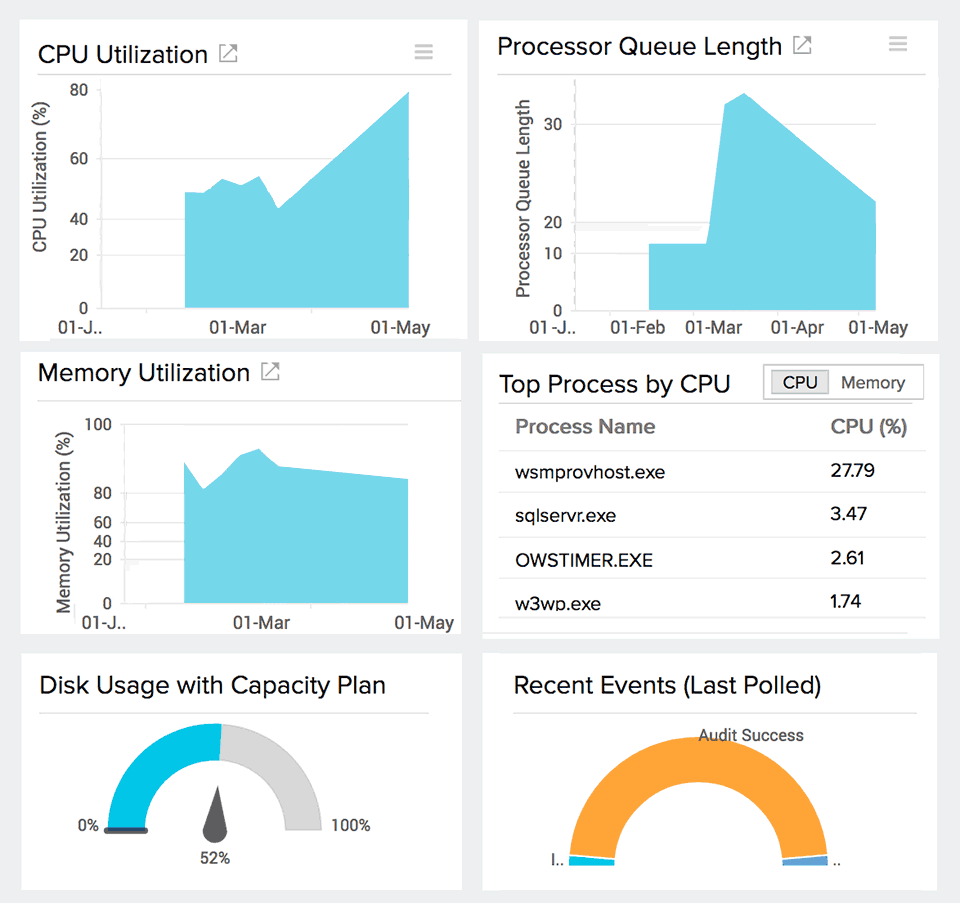 CPU Utilization
80
60
40
20
0
CPU Utilization (%)
01-J..
01-Mar
01-May
Processor Queue Length
30
20
10
0
Processor Queue Length
01-J..
01-Feb
01-Mar
01-Apr
01-May
Memory Utilization
100
80
60
40
20
0
Memory Utilization (%)
01-J..
01-Mar
01-May
Top Process by CPU
CPU
Memory
Process Name CPU (%)
wsmprovhost.exe 27.79
sqlservr.exe 3.47
OWSTIMER.EXE 2.61
w3wp.exe 1.74
Disk Usage with Capacity Plan
0%
100%
52%
Recent Events (Last Polled)
Audit Success
I..
..